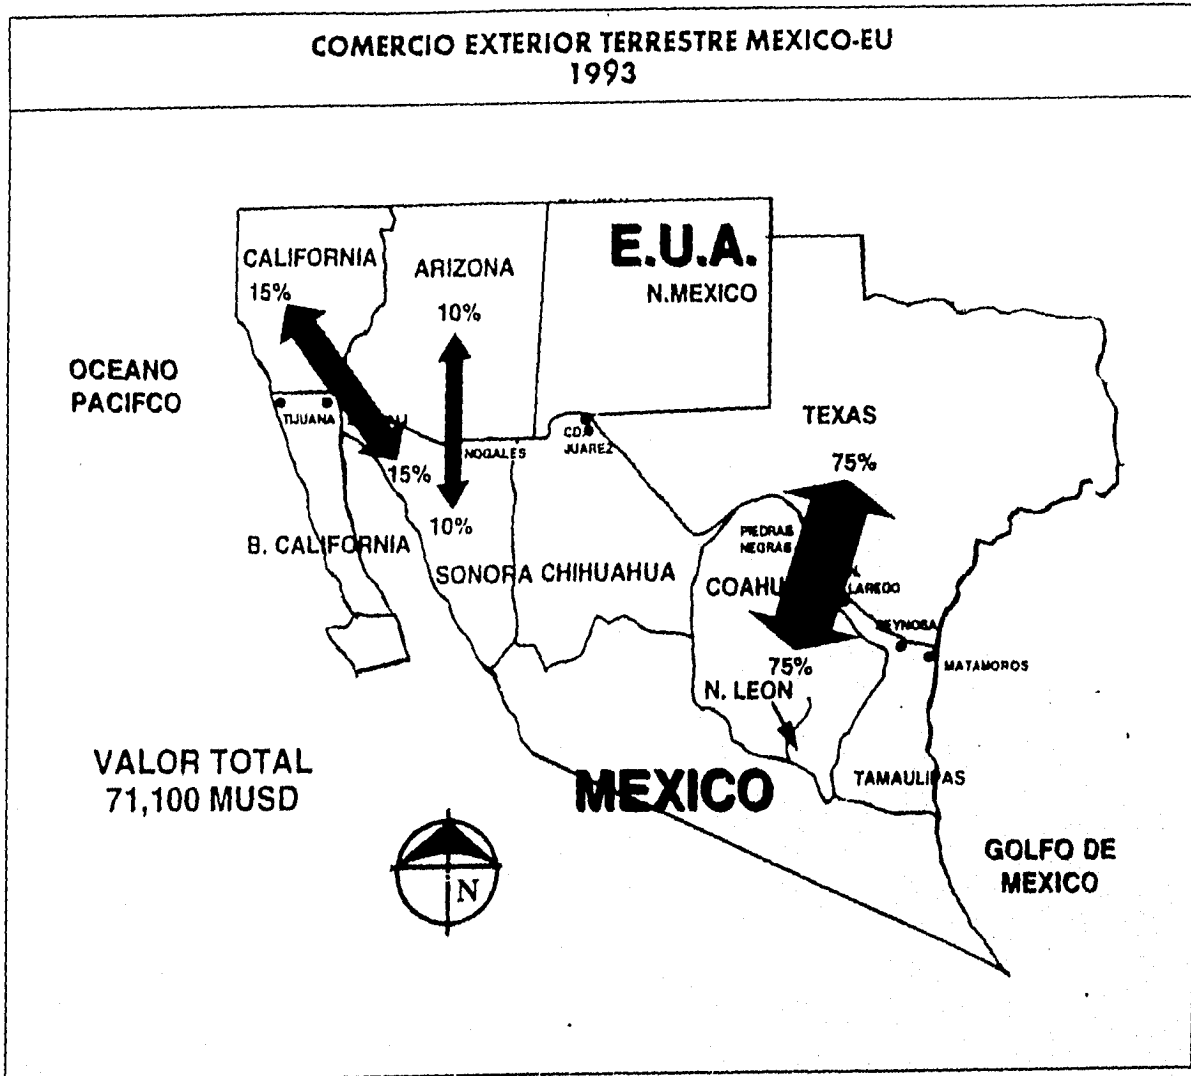 COMERCIO EXTERIOR TERRESTRE MEXICO-EU
1993
E.U.A.
N.MEXICO
CALIFORNIA
15%
ARIZONA
10%
OCEANO
PACIFCO
TIJUANA
NOGALES
CD.
JUAREZ
TEXAS
75%
15%
10%
B. CALIFORNIA
SONORA
CHIHUAHUA
PIEDRAS
NEGRAS
COAHU
LAREDO
REYNOSA
MATAMOROS
75%
N. LEON
VALOR TOTAL
71,100 MUSD
MEXICO
TAMAULIPAS
GOLFO DE
MEXICO
N